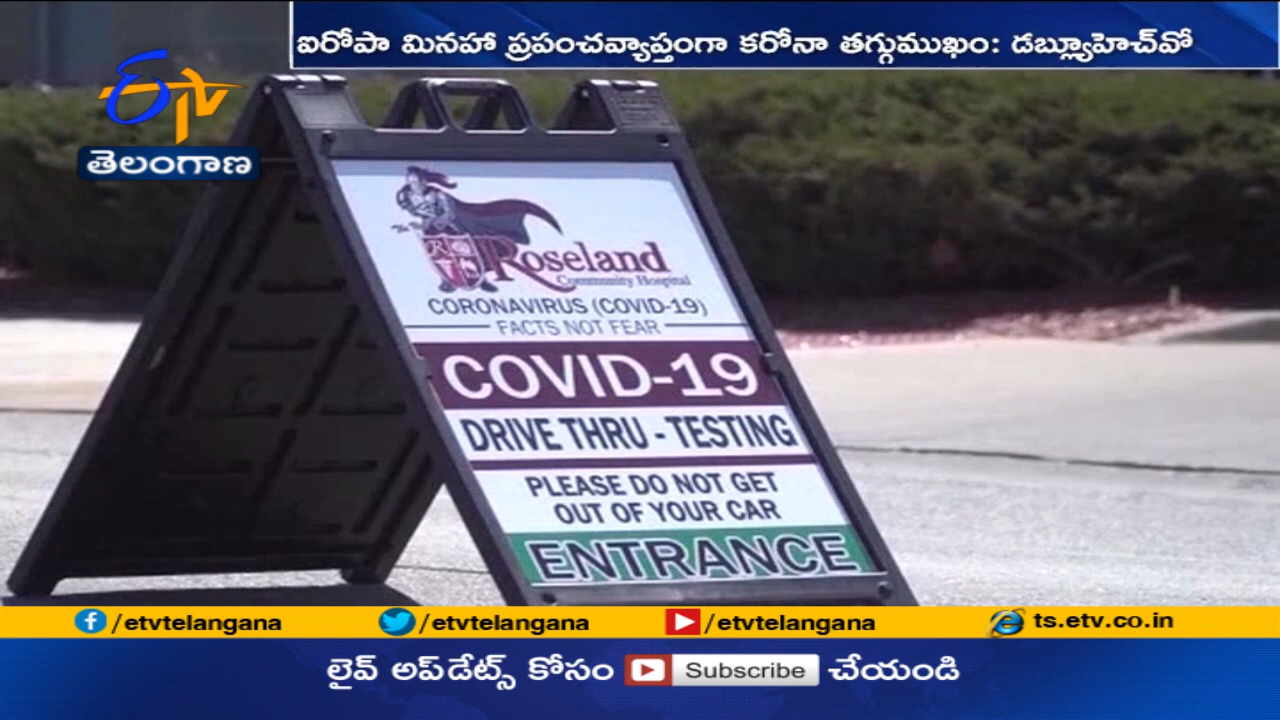 ఐరోపా మినహా ప్రపంచవ్యాప్తంగా కరోనా తగ్గుముఖం: డబ్ల్యూహెచ్‌వో
ETV
తెలంగాణ
Roseland
Community Hospital
CORONAVIRUS (COVID-19)
FACTS NOT FEAR
COVID-19
DRIVE THRU - TESTING
PLEASE DO NOT GET
OUT OF YOUR CAR
ENTRANCE
/etvtelangana /etvtelangana /etvtelangana ts.etv.co.in
లైవ్ అప్‌డేట్స్ కోసం Subscribe చేయండి